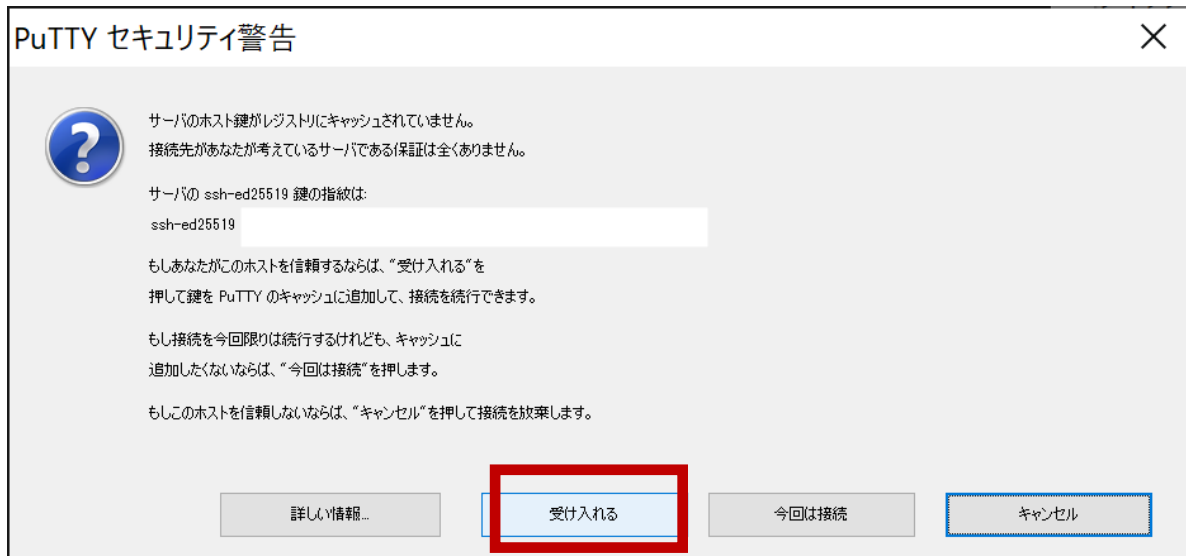 PuTTY セキュリティ警告
サーバのホスト鍵がレジストリにキャッシュされていません。
接続先があなたが考えているサーバである保証は全くありません。
サーバの ssh-ed25519 鍵の指紋は:
ssh-ed25519
もしあなたがこのホストを信頼するならば、"受け入れる"を
押して鍵を PuTTY のキャッシュに追加して、接続を続行できます。
もし接続を今回限りは続行するけれども、キャッシュに
追加したくないならば、"今回は接続"を押します。
もしこのホストを信頼しないならば、"キャンセル"を押して接続を放棄します。
詳しい情報... 受け入れる 今回は接続 キャンセル